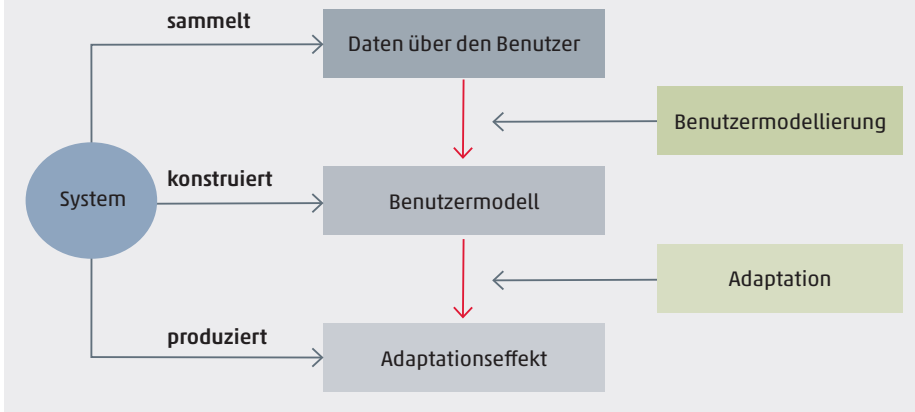 sammelt
Daten über den Benutzer
Benutzermodellierung
System
konstruiert
Benutzermodell
Adaptation
produziert
Adaptationseffekt